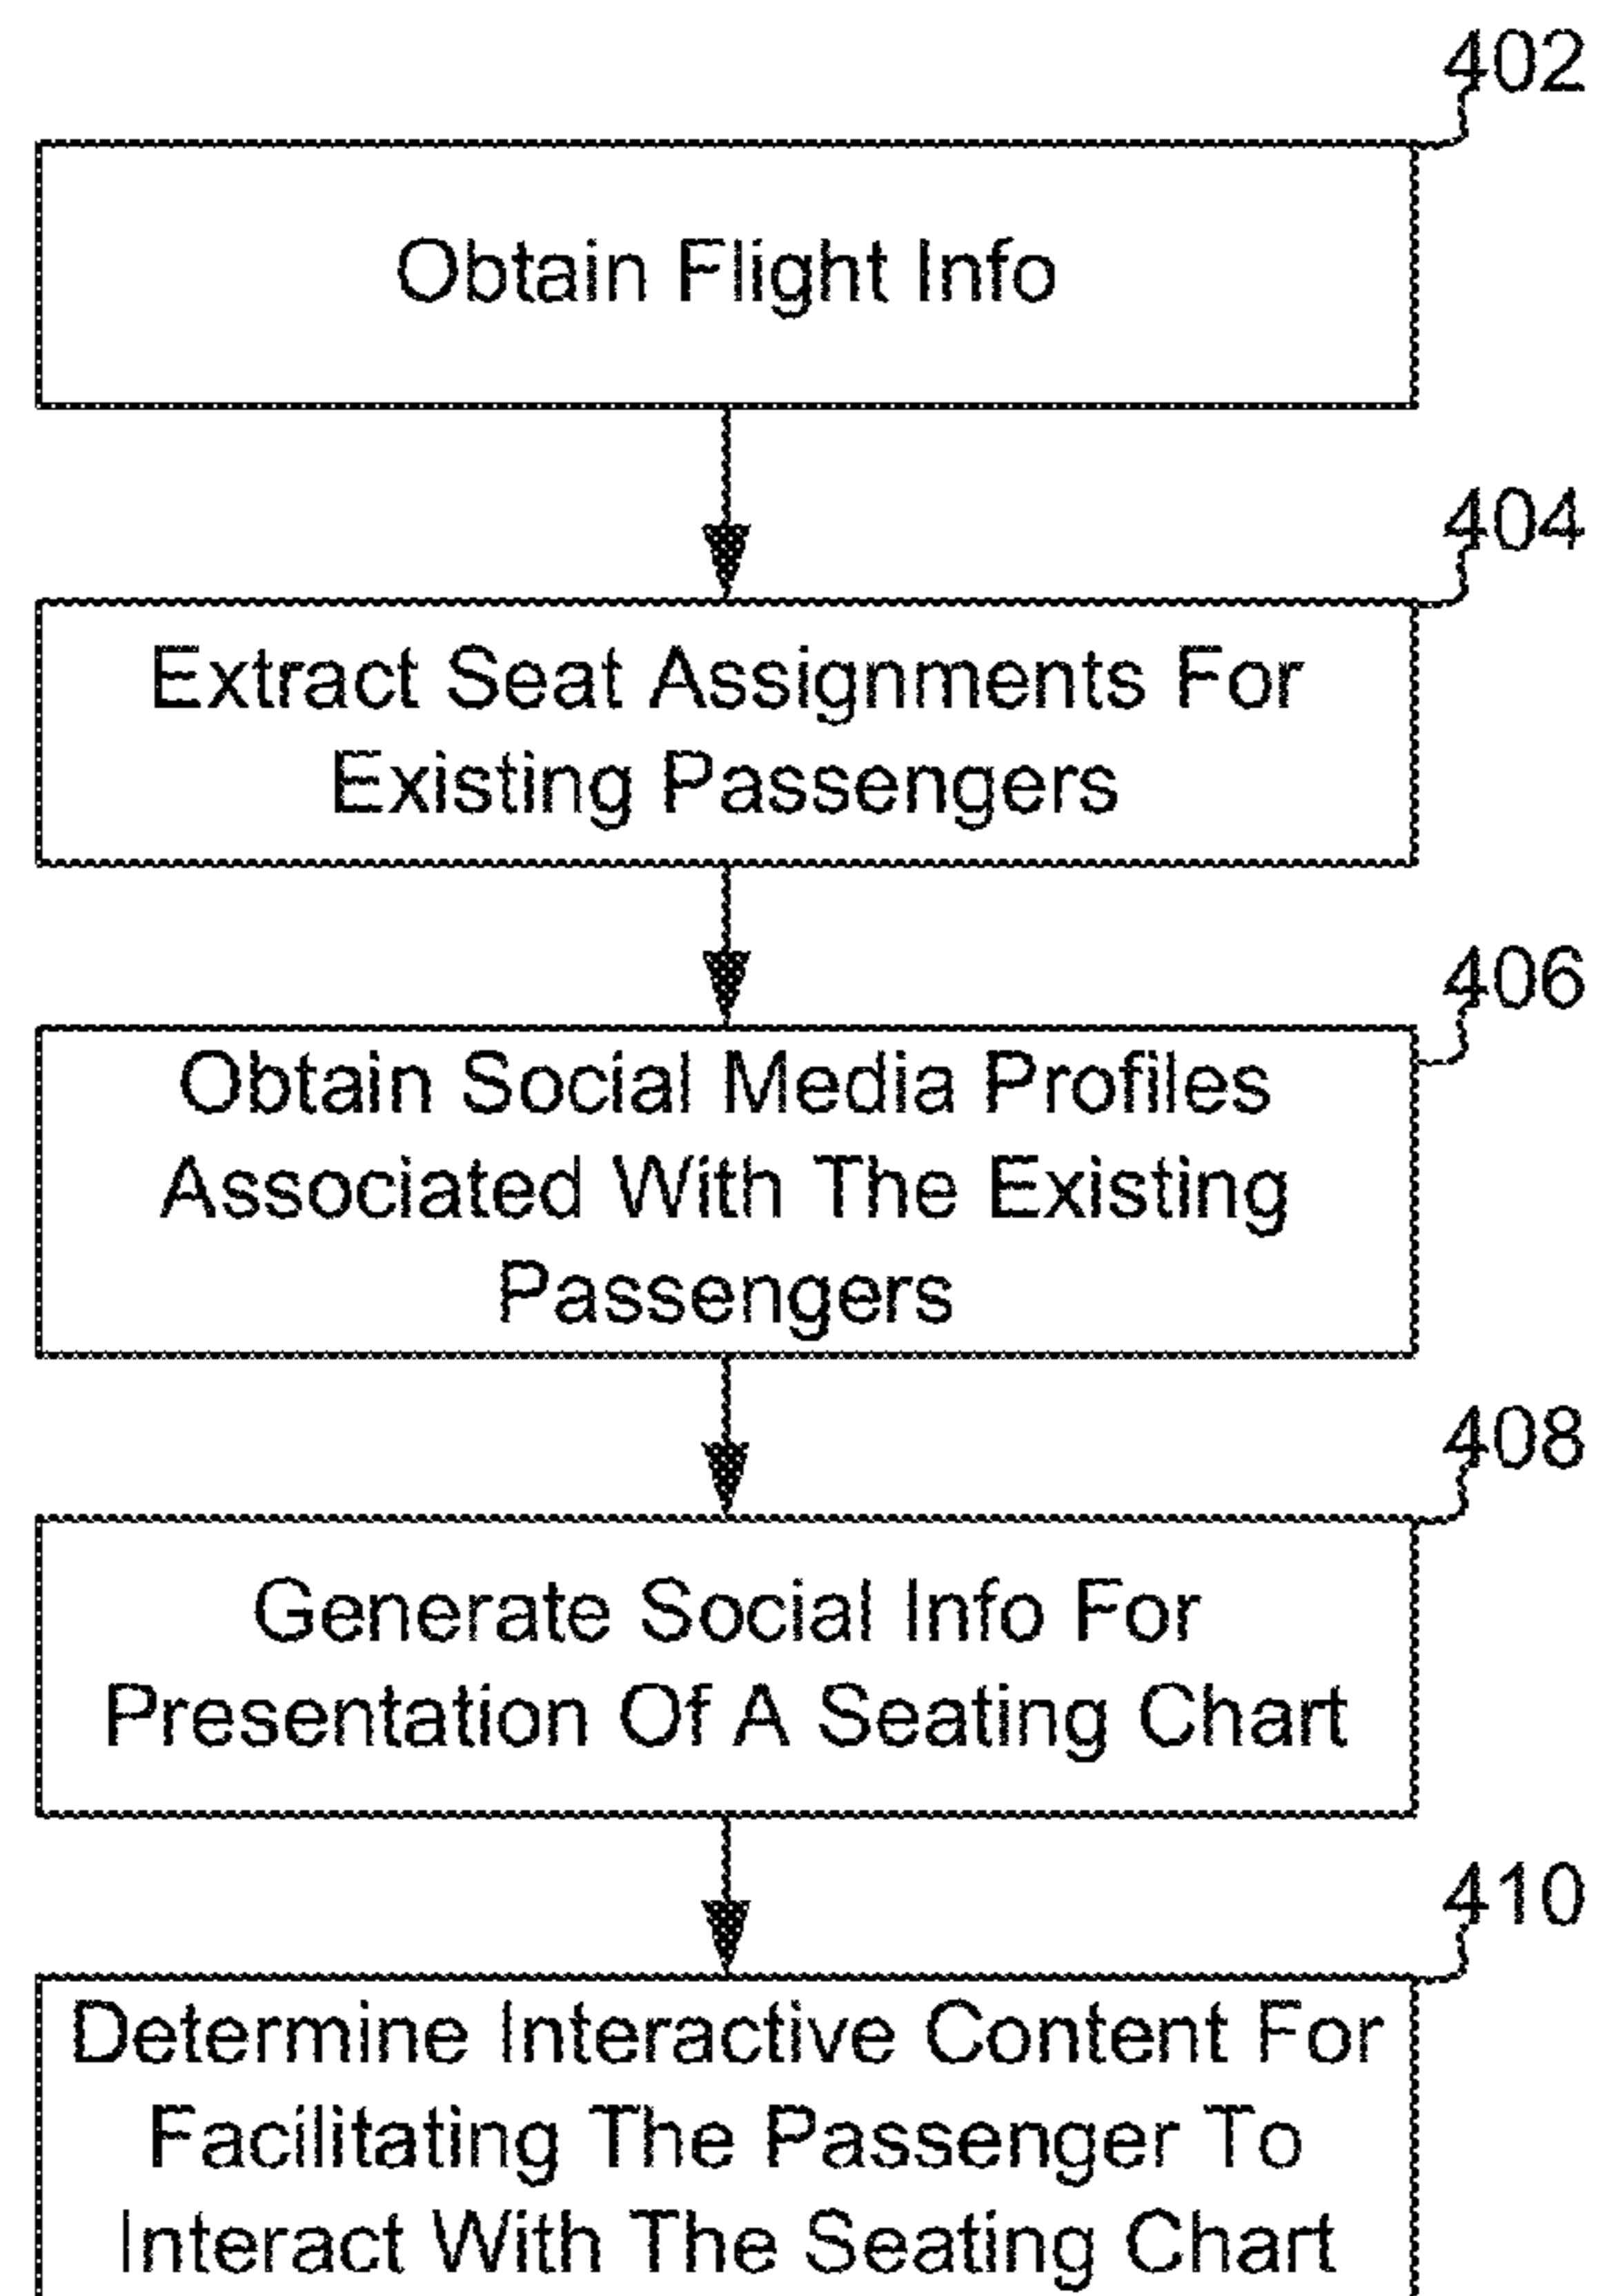 402
Obtain Flight Info
404
Extract Seat Assignments For
Existing Passengers
406
Obtain Social Media Profiles
Associated With The Existing
Passengers
408
Generate Social Info For
Presentation Of A Seating Chart
410
Determine Interactive Content For
Facilitating The Passenger To
Interact With The Seating Chart